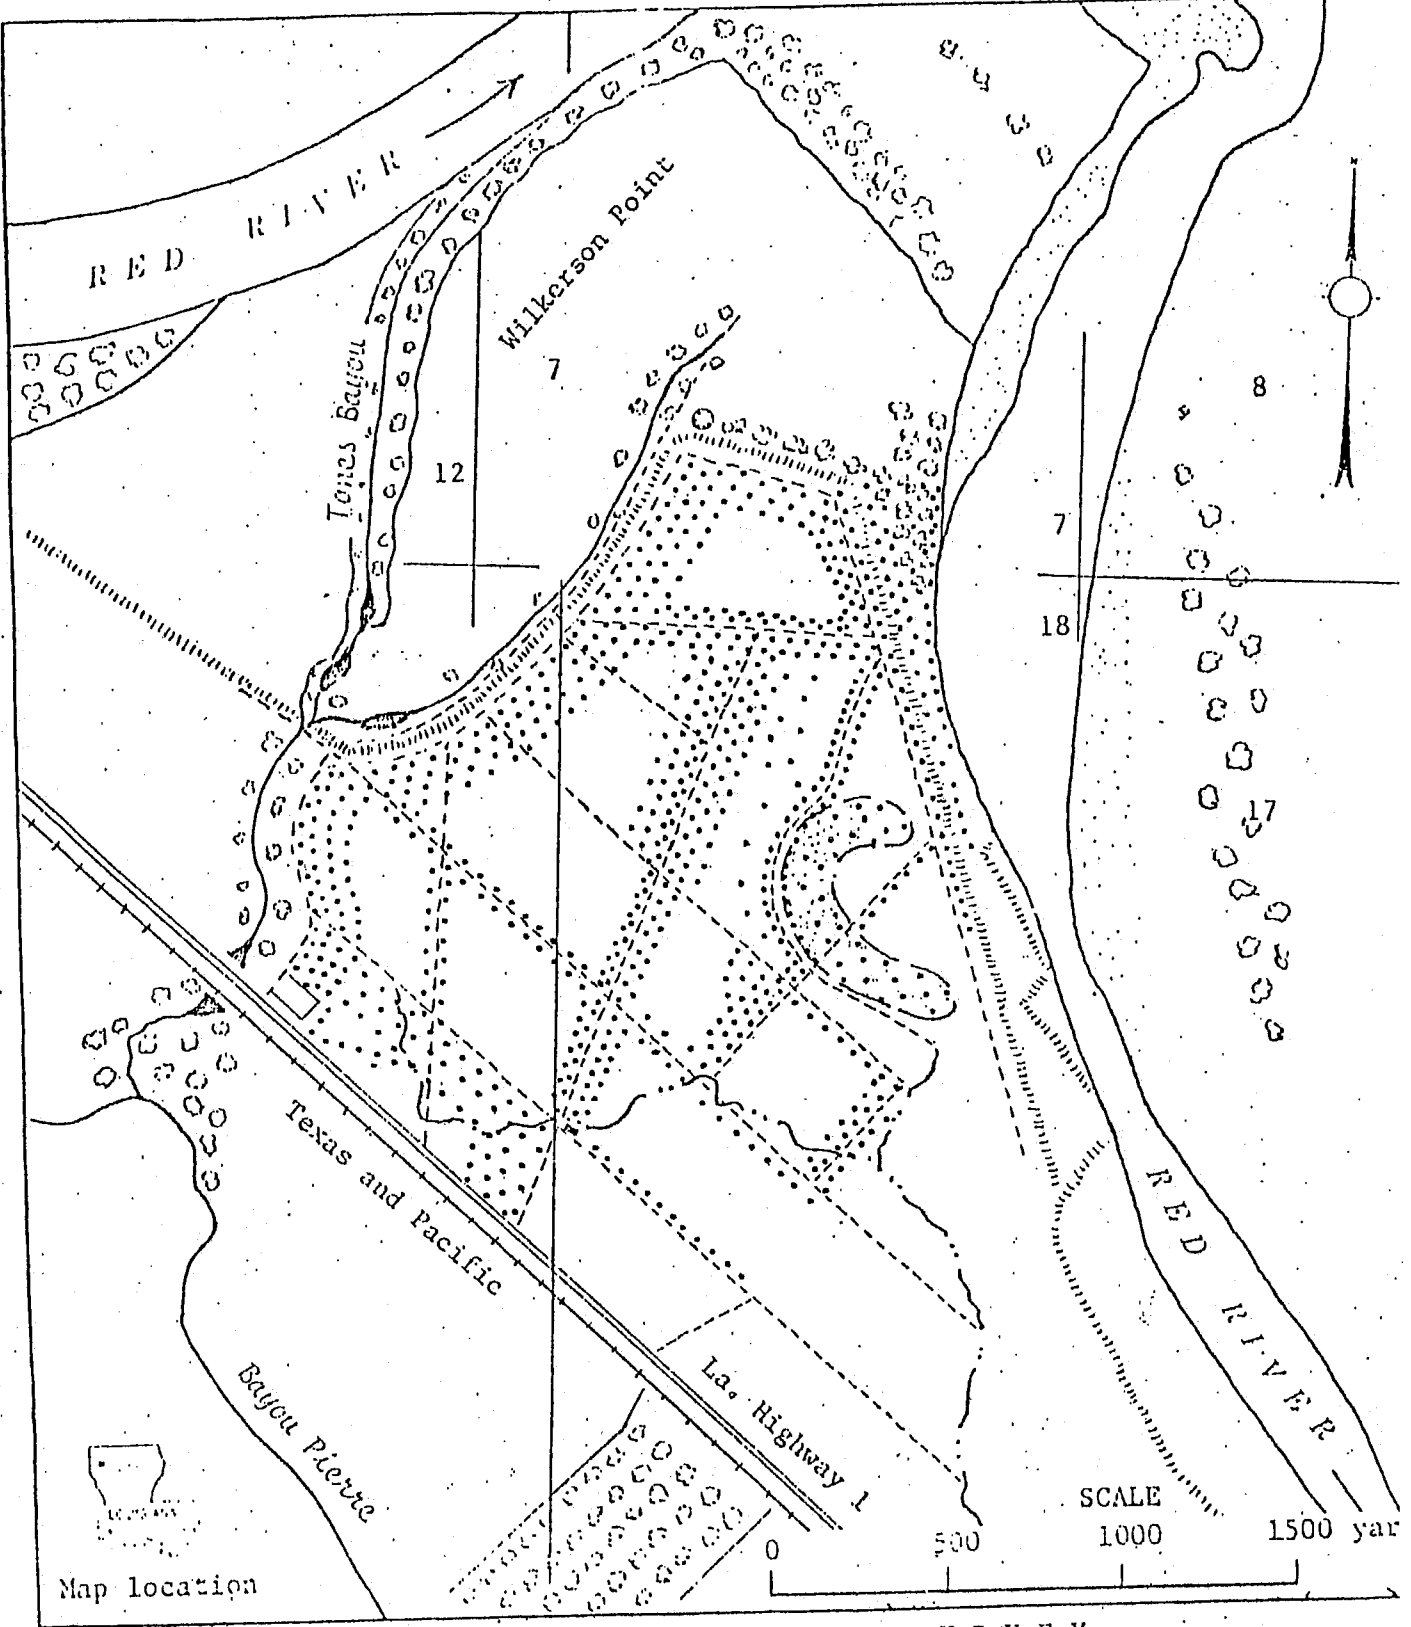 RED RIVER
N
Wilkerson Point
7
8
Tones Bayou
12
7
18
17
Texas and Pacific
RED RIVER
La. Highway 1
Bayou Pierre
SCALE
0 500 1000 1500 yar
Map location